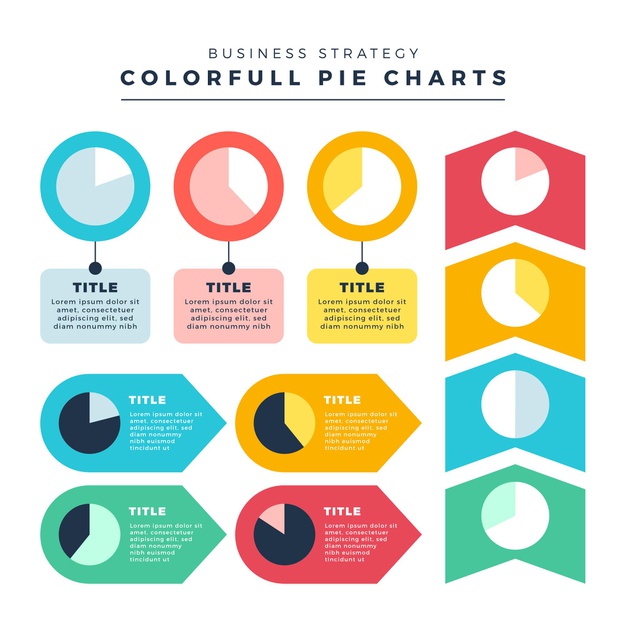 BUSINESS STRATEGY
COLORFULL PIE CHARTS
TITLE
Lorem ipsum dolor sit
amet, consectetuer
adipiscing elit, sed
diam nonummy nibh
TITLE
Lorem ipsum dolor sit
amet, consectetuer
adipiscing elit, sed
diam nonummy nibh
TITLE
Lorem ipsum dolor sit
amet, consectetuer
adipiscing elit, sed
diam nonummy nibh
TITLE
Lorem ipsum dolor sit
amet, consectetuer
adipiscing elit, sed
diam nonummy
nibh euismod
tincidunt ut
TITLE
Lorem ipsum dolor sit
amet, consectetuer
adipiscing elit, sed
diam nonummy
nibh euismod
tincidunt ut
TITLE
Lorem ipsum dolor sit
amet, consectetuer
adipiscing elit, sed
diam nonummy
nibh euismod
tincidunt ut
TITLE
Lorem ipsum dolor sit
amet, consectetuer
adipiscing elit, sed
diam nonummy
nibh euismod
tincidunt ut